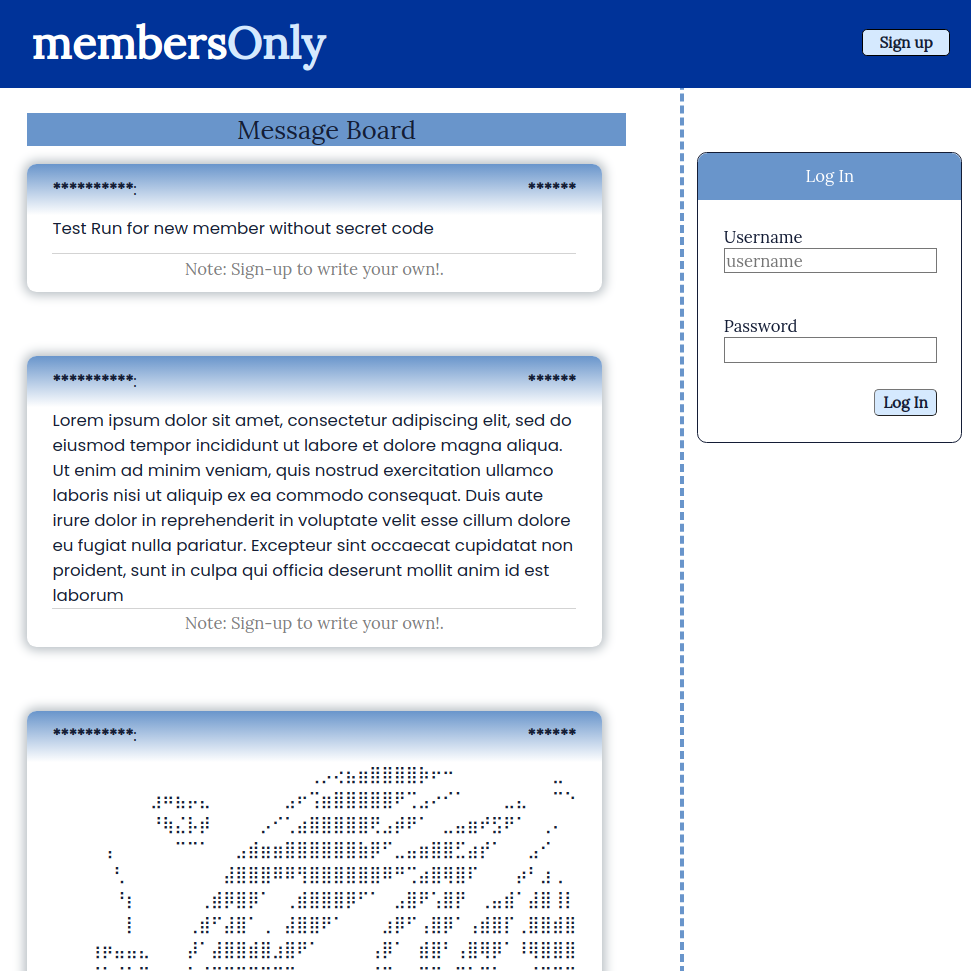 membersOnly
Sign up
Message Board
**********:
******
Test Run for new member without secret code
Note: Sign-up to write your own!.
**********:
******
Lorem ipsum dolor sit amet, consectetur adipiscing elit, sed do
eiusmod tempor incididunt ut labore et dolore magna aliqua.
Ut enim ad minim veniam, quis nostrud exercitation ullamco
laboris nisi ut aliquip ex ea commodo consequat. Duis aute
irure dolor in reprehenderit in voluptate velit esse cillum dolore
eu fugiat nulla pariatur. Excepteur sint occaecat cupidatat non
proident, sunt in culpa qui officia deserunt mollit anim id est
laborum
Note: Sign-up to write your own!.
**********:
******
Log In
Username
username
Password
Log In